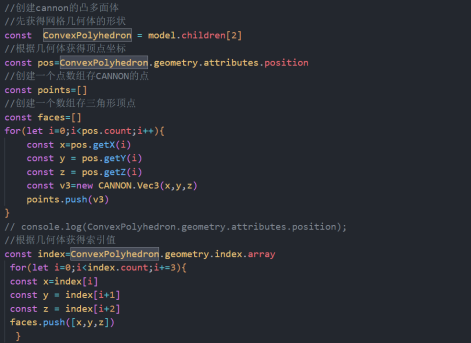 //创建cannon的凸多面体
//先获得网格几何体的形状
const  ConvexPolyhedron = model.children[2]
//根据几何体获得顶点坐标
const pos=ConvexPolyhedron.geometry.attributes.position
//创建一个点数组存CANNON的点
const points=[]
//创建一个数组存三角形顶点
const faces=[]
for(let i=0;i<pos.count;i++){
const x=pos.getX(i)
const y = pos.getY(i)
const z = pos.getZ(i)
const v3=new CANNON.Vec3(x,y,z)
points.push(v3)
}
// console.log(ConvexPolyhedron.geometry.attributes.position);
//根据几何体获得索引值
const index=ConvexPolyhedron.geometry.index.array
for(let i=0;i<index.count;i+=3){
const x=index[i]
const y = index[i+1]
const z = index[i+2]
faces.push([x,y,z])
}